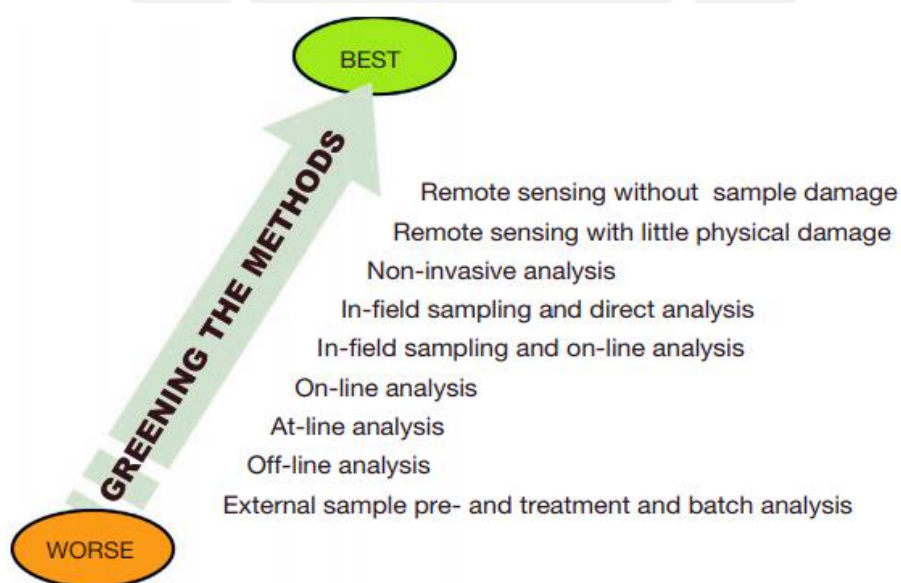 BEST
GREENING THE METHODS
Remote sensing without sample damage
Remote sensing with little physical damage
Non-invasive analysis
In-field sampling and direct analysis
In-field sampling and on-line analysis
On-line analysis
At-line analysis
Off-line analysis
External sample pre- and treatment and batch analysis
WORSE